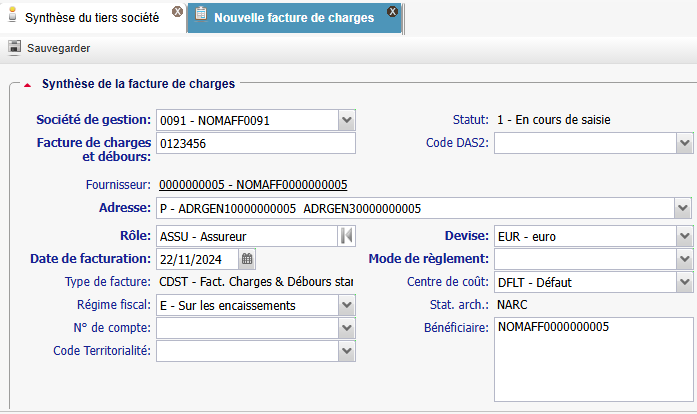 Synthèse du tiers société
Nouvelle facture de charges
Sauvegarder
Synthèse de la facture de charges
Société de gestion: 0091 - NOMAFF0091 Statut: 1 - En cours de saisie
Facture de charges et débours: 0123456 Code DAS2:
Fournisseur: 0000000005 - NOMAFF0000000005
Adresse: P - ADRGEN10000000005 ADRGEN30000000005
Rôle: ASSU - Assureur Devise: EUR - euro
Date de facturation: 22/11/2024 Mode de règlement:
Type de facture: CDST - Fact. Charges & Débours star Centre de coût: DFLT - Défaut
Régime fiscal: E - Sur les encaissements Stat. arch.: NARC
N° de compte: Bénéficiaire: NOMAFF0000000005
Code Territorialité: